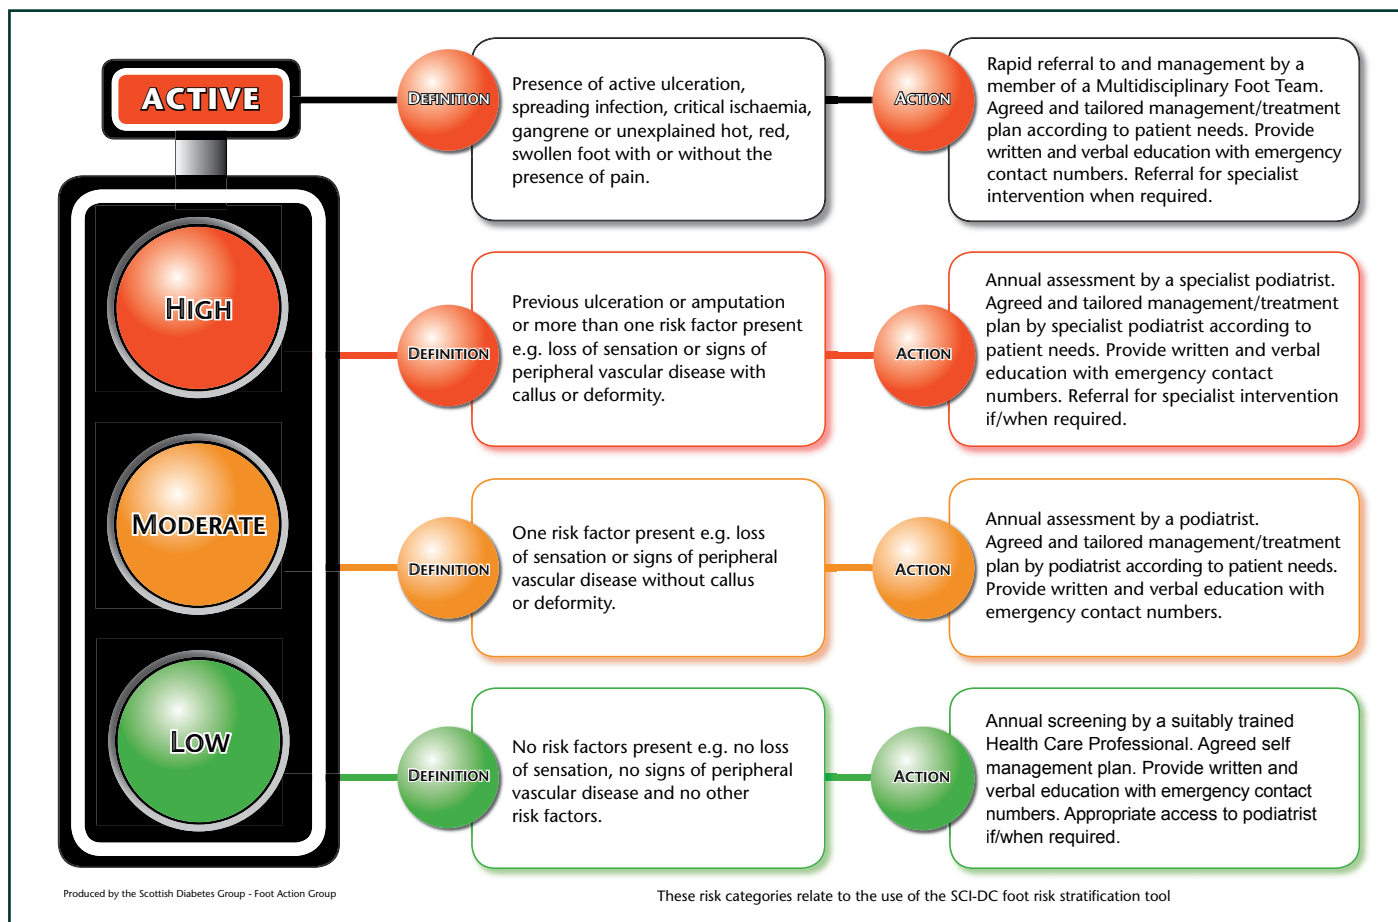 ACTIVE
DEFINITION
Presence of active ulceration,
spreading infection, critical ischaemia,
gangrene or unexplained hot, red,
swollen foot with or without the
presence of pain.
ACTION
Rapid referral to and management by a
member of a Multidisciplinary Foot Team.
Agreed and tailored management/treatment
plan according to patient needs. Provide
written and verbal education with emergency
contact numbers. Referral for specialist
intervention when required.
HIGH
DEFINITION
Previous ulceration or amputation
or more than one risk factor present
e.g. loss of sensation or signs of
peripheral vascular disease with
callus or deformity.
ACTION
Annual assessment by a specialist podiatrist.
Agreed and tailored management/treatment
plan by specialist podiatrist according to
patient needs. Provide written and verbal
education with emergency contact
numbers. Referral for specialist intervention
if/when required.
MODERATE
DEFINITION
One risk factor present e.g. loss
of sensation or signs of peripheral
vascular disease without callus
or deformity.
ACTION
Annual assessment by a podiatrist.
Agreed and tailored management/treatment
plan by podiatrist according to patient needs.
Provide written and verbal education with
emergency contact numbers.
LOW
DEFINITION
No risk factors present e.g. no loss
of sensation, no signs of peripheral
vascular disease and no other
risk factors.
ACTION
Annual screening by a suitably trained
Health Care Professional. Agreed self
management plan. Provide written and
verbal education with emergency contact
numbers. Appropriate access to podiatrist
if/when required.
Produced by the Scottish Diabetes Group - Foot Action Group
These risk categories relate to the use of the SCI-DC foot risk stratification tool